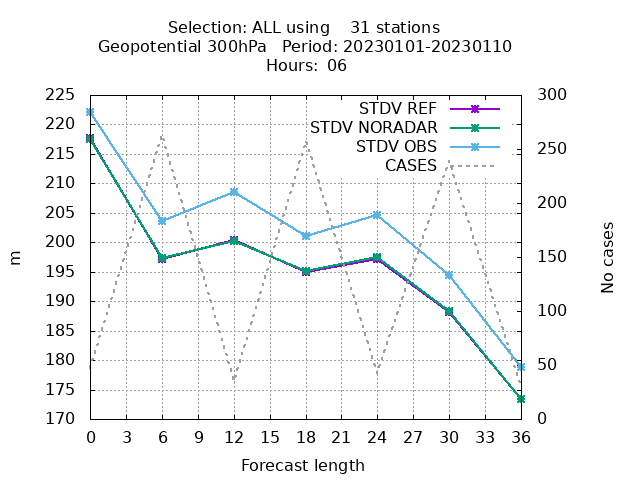 Selection: ALL using    31 stations
Geopotential 300hPa   Period: 20230101-20230110
Hours:  06
STDV REF
STDV NORADAR
STDV OBS
CASES
225
220
215
210
205
200
195
190
185
180
175
170
m
300
250
200
150
100
50
0
No cases
0 3 6 9 12 15 18 21 24 27 30 33 36
Forecast length